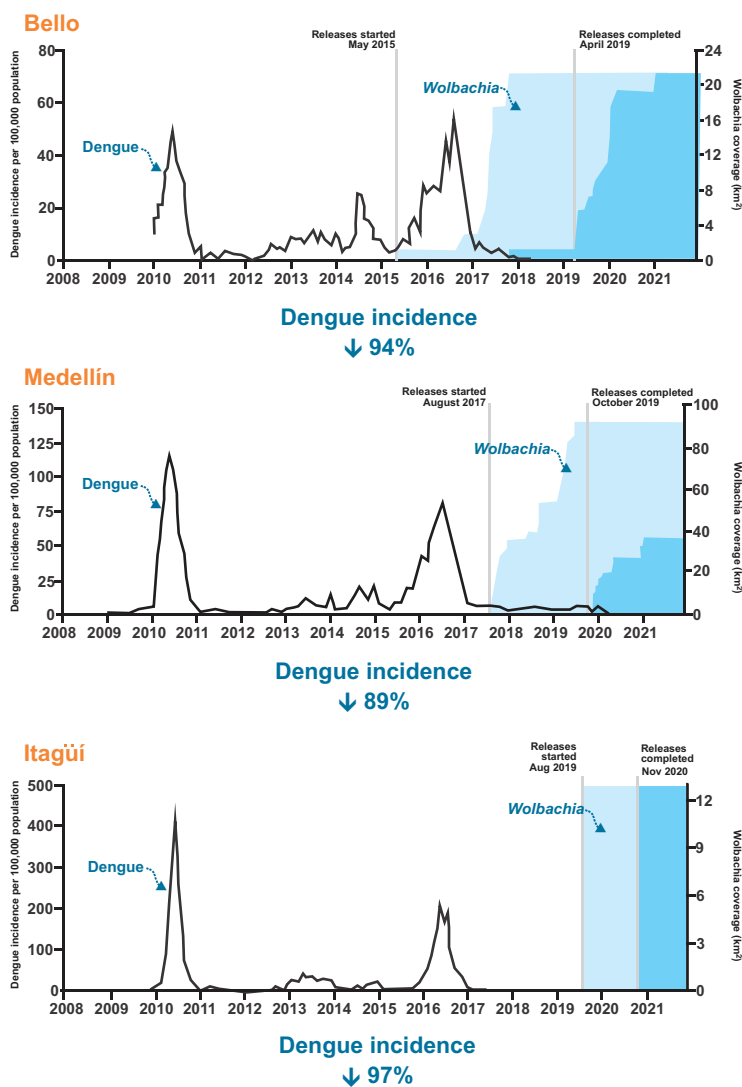 Bello
Releases started
May 2015
Releases completed
April 2019
Dengue incidence per 100,000 population
80
60
40
20
0
Dengue
Wolbachia
24
20
16
12
8
4
0
Wolbachia coverage (km²)
2008 2009 2010 2011 2012 2013 2014 2015 2016 2017 2018 2019 2020 2021
Dengue incidence
↓ 94%
Medellín
Releases started
August 2017
Releases completed
October 2019
Dengue incidence per 100,000 population
150
125
100
75
50
25
0
Dengue
Wolbachia
100
80
60
40
20
0
Wolbachia coverage (km²)
2008 2009 2010 2011 2012 2013 2014 2015 2016 2017 2018 2019 2020 2021
Dengue incidence
↓ 89%
Itagüí
Releases
started
Aug 2019
Releases
completed
Nov 2020
Dengue incidence per 100,000 population
500
400
300
200
100
0
Dengue
Wolbachia
12
9
6
3
0
Wolbachia coverage (km²)
2008 2009 2010 2011 2012 2013 2014 2015 2016 2017 2018 2019 2020 2021
Dengue incidence
↓ 97%